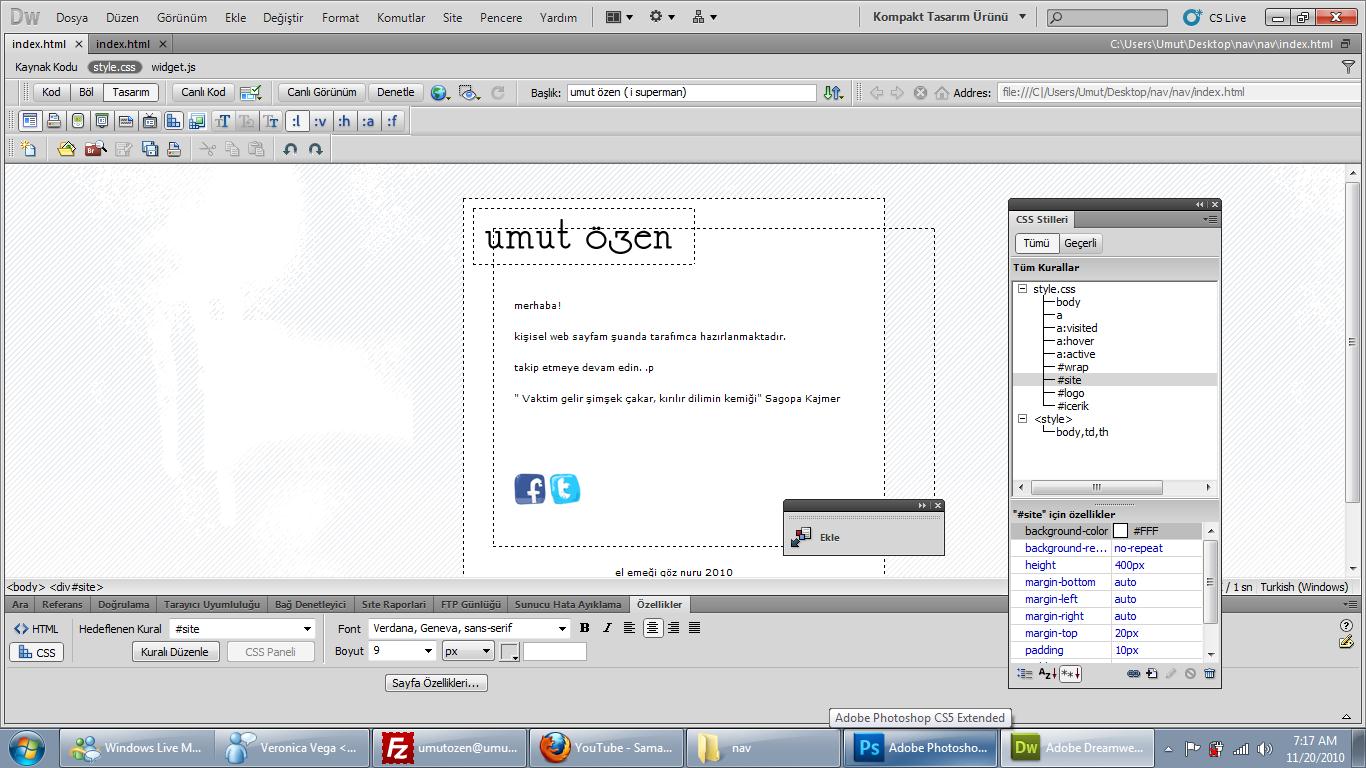 Dw Dosya Düzen Görünüm Ekle Değiştir Format Komutlar Site Pencere Yardım Kompakt Tasarım Ürünü CS Live
index.html index.html C:\Users\Umut\Desktop\nav\nav\index.html
Kaynak Kodu style.css widget.js
Kod Böl Tasarım Canlı Kod Canlı Görünüm Denetle Başlık: umut özen ( i superman) Adres: file:///C|/Users/Umut/Desktop/nav/nav/index.html
:l :v :h :a :f
umut özen
merhaba!
kişisel web sayfam şuanda tarafımca hazırlanmaktadır.
takip etmeye devam edin. .p
" Vaktim gelir şimşek çakar, kırılır dilimin kemiği" Sagopa Kajmer
el emeği göz nuru 2010
Ekle
CSS Stilleri
Tümü Geçerli
Tüm Kurallar
style.css
body
a
a:visited
a:hover
a:active
#wrap
#site
#logo
#icerik
<style>
body,td,th
"#site" için özellikler
background-color #FFF
background-re... no-repeat
height 400px
margin-bottom auto
margin-left auto
margin-right auto
margin-top 20px
padding 10px
<body> <div#site> / 1 sn Turkish (Windows)
Ara Referans Doğrulama Tarayıcı Uyumluluğu Bağ Denetleyici Site Raporlari FTP Günlüğü Sunucu Hata Ayıklama Özellikler
<> HTML Hedeflenen Kural #site Font Verdana, Geneva, sans-serif B I
CSS Kuralı Düzenle CSS Paneli Boyut 9 px
Sayfa Özellikleri...
Adobe Photoshop CS5 Extended
Windows Live M... Veronica Vega <... umutozen@umu... YouTube - Sama... nav Adobe Photosho... Adobe Dreamwe... 7:17 AM
11/20/2010